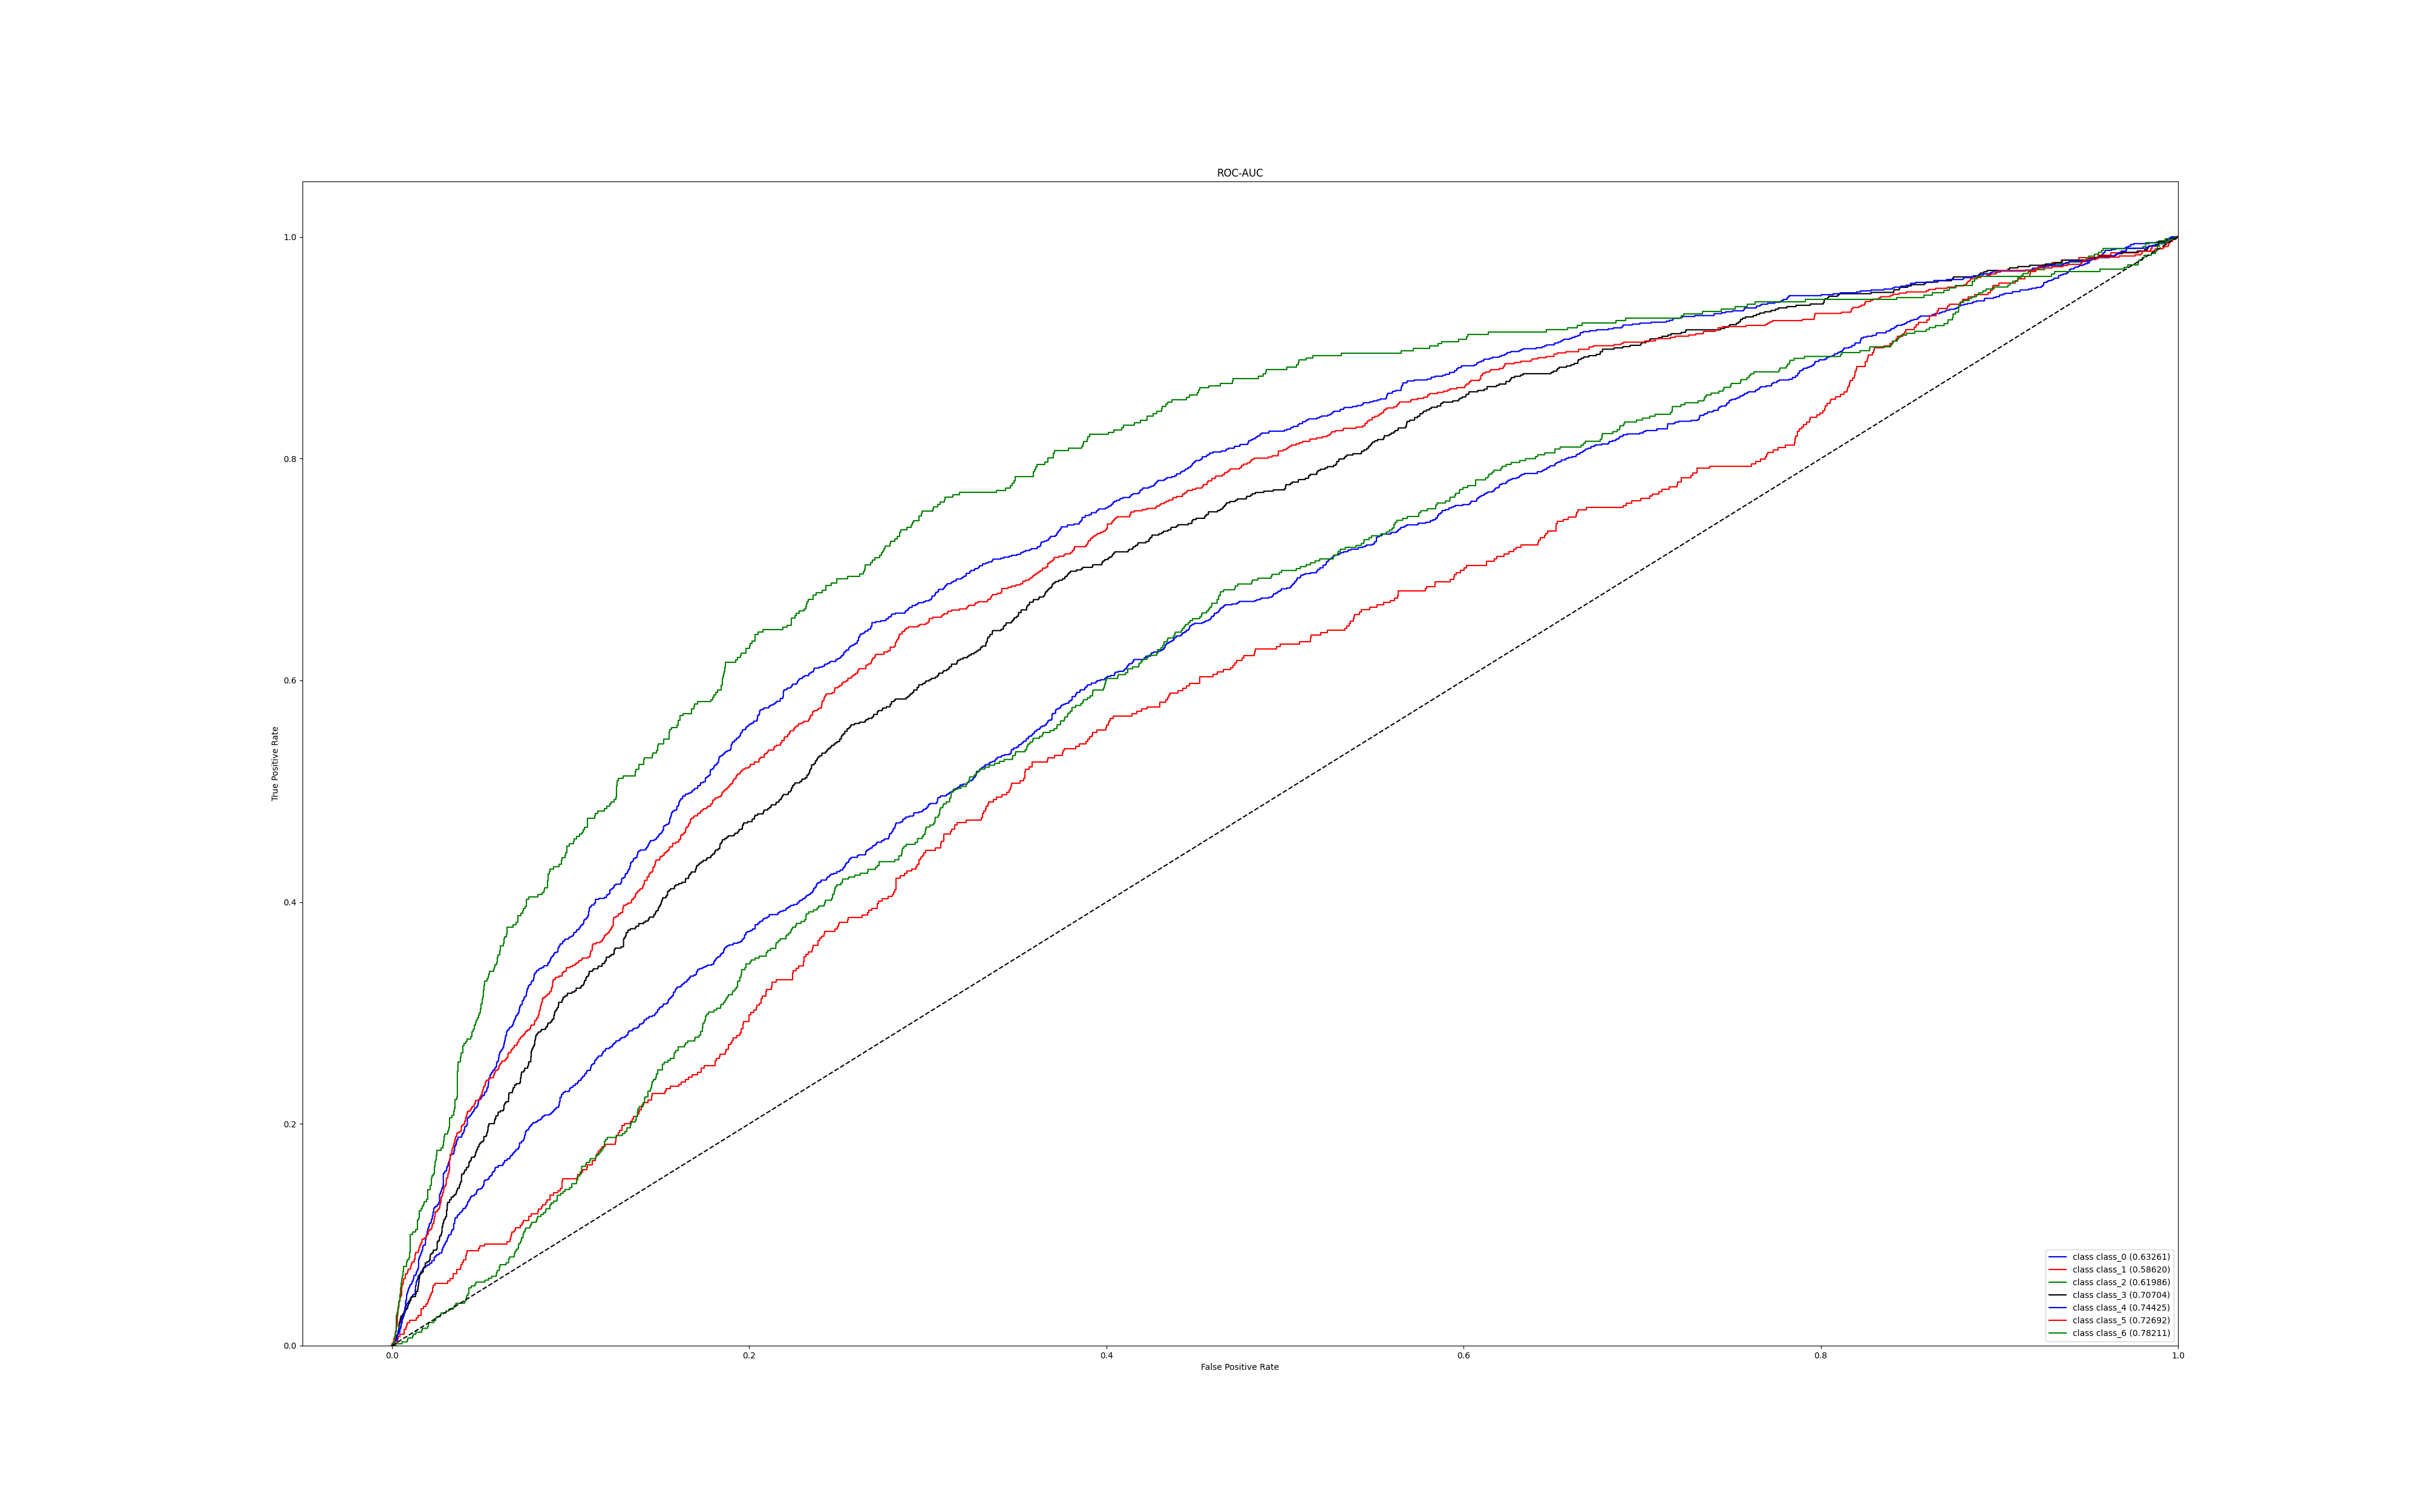 ROC-AUC
1.0
0.8
0.6
0.4
0.2
0.0
True Positive Rate
0.0
0.2
0.4
0.6
0.8
1.0
False Positive Rate
class class_0 (0.63261)
class class_1 (0.58620)
class class_2 (0.61986)
class class_3 (0.70704)
class class_4 (0.74425)
class class_5 (0.72692)
class class_6 (0.78211)